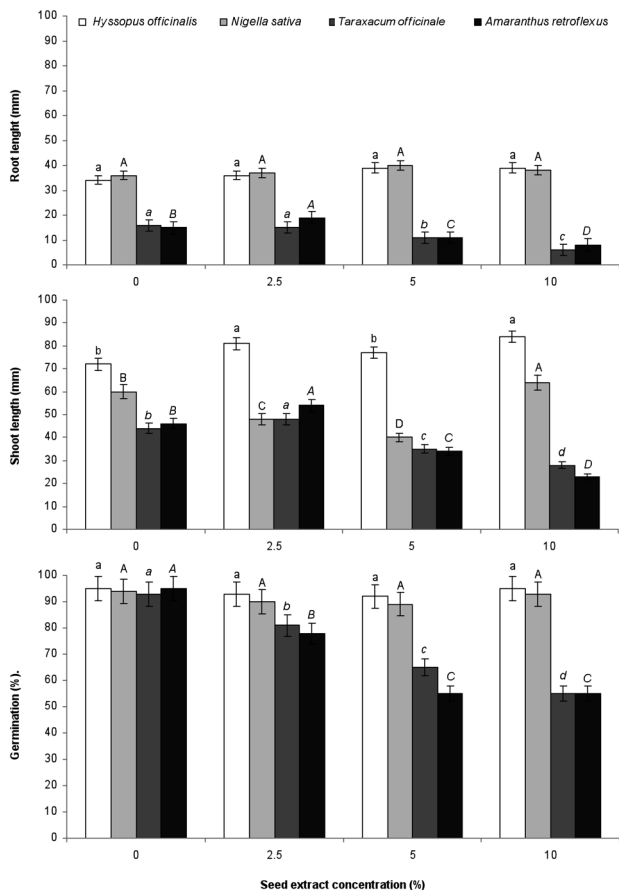 Hyssopus officinalis Nigella sativa Taraxacum officinale Amaranthus retroflexus
Root lenght (mm)
100
90
80
70
60
50
40
30
20
10
0
a A a B
a A a A
a A b C
a A c D
0 2.5 5 10
Shoot length (mm)
100
90
80
70
60
50
40
30
20
10
0
b B b B
a C a A
b D c C
a A d D
0 2.5 5 10
Germination (%).
100
90
80
70
60
50
40
30
20
10
0
a A a A
a A b B
a A c C
a A d C
0 2.5 5 10
Seed extract concentration (%)